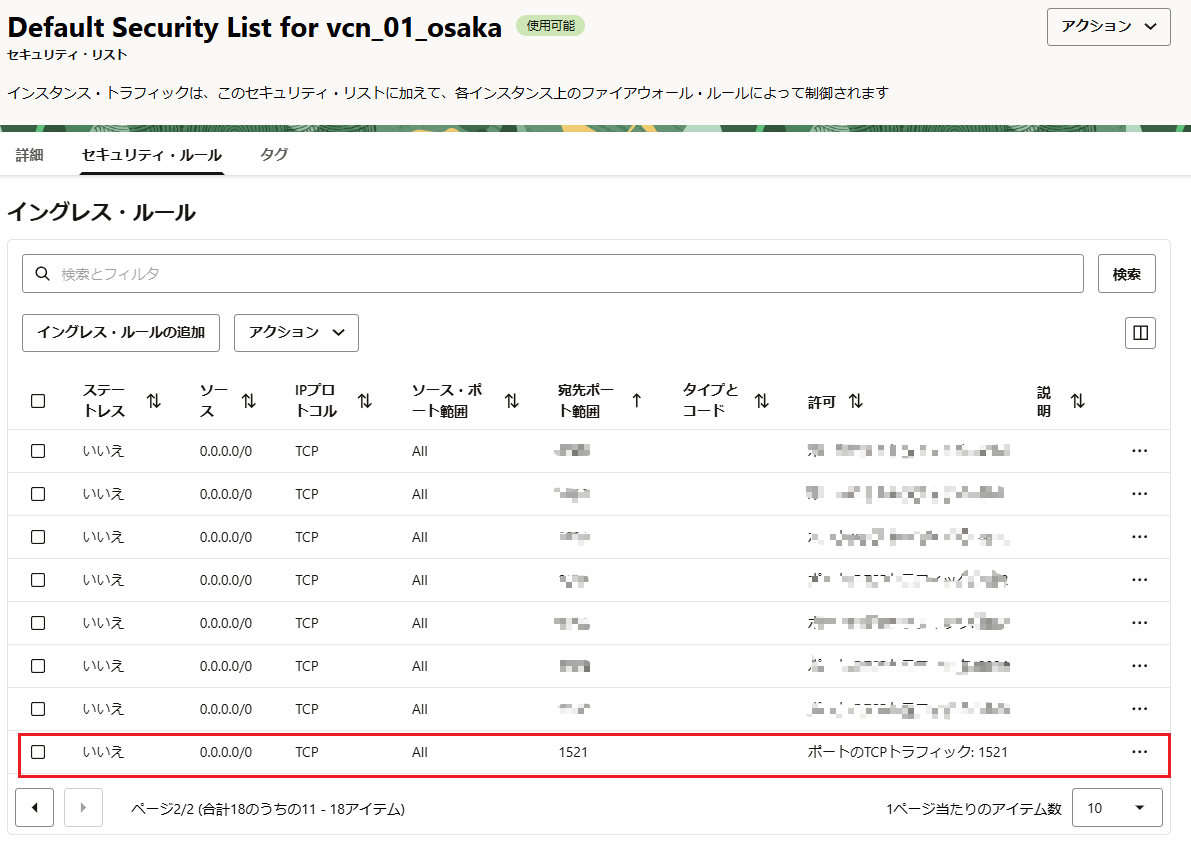 Default Security List for vcn_01_osaka 使用可能 アクション
セキュリティ・リスト
インスタンス・トラフィックは、このセキュリティ・リストに加えて、各インスタンス上のファイアウォール・ルールによって制御されます
詳細 セキュリティ・ルール タグ
イングレス・ルール
検索とフィルタ 検索
イングレス・ルールの追加 アクション
ステートレス ソース IPプロトコル ソース・ポート範囲 宛先ポート範囲 タイプとコード 許可 説明
いいえ 0.0.0.0/0 TCP All
いいえ 0.0.0.0/0 TCP All
いいえ 0.0.0.0/0 TCP All
いいえ 0.0.0.0/0 TCP All
いいえ 0.0.0.0/0 TCP All
いいえ 0.0.0.0/0 TCP All
いいえ 0.0.0.0/0 TCP All
いいえ 0.0.0.0/0 TCP All 1521 ポートのTCPトラフィック: 1521
ページ2/2 (合計18のうちの11 - 18アイテム) 1ページ当たりのアイテム数 10